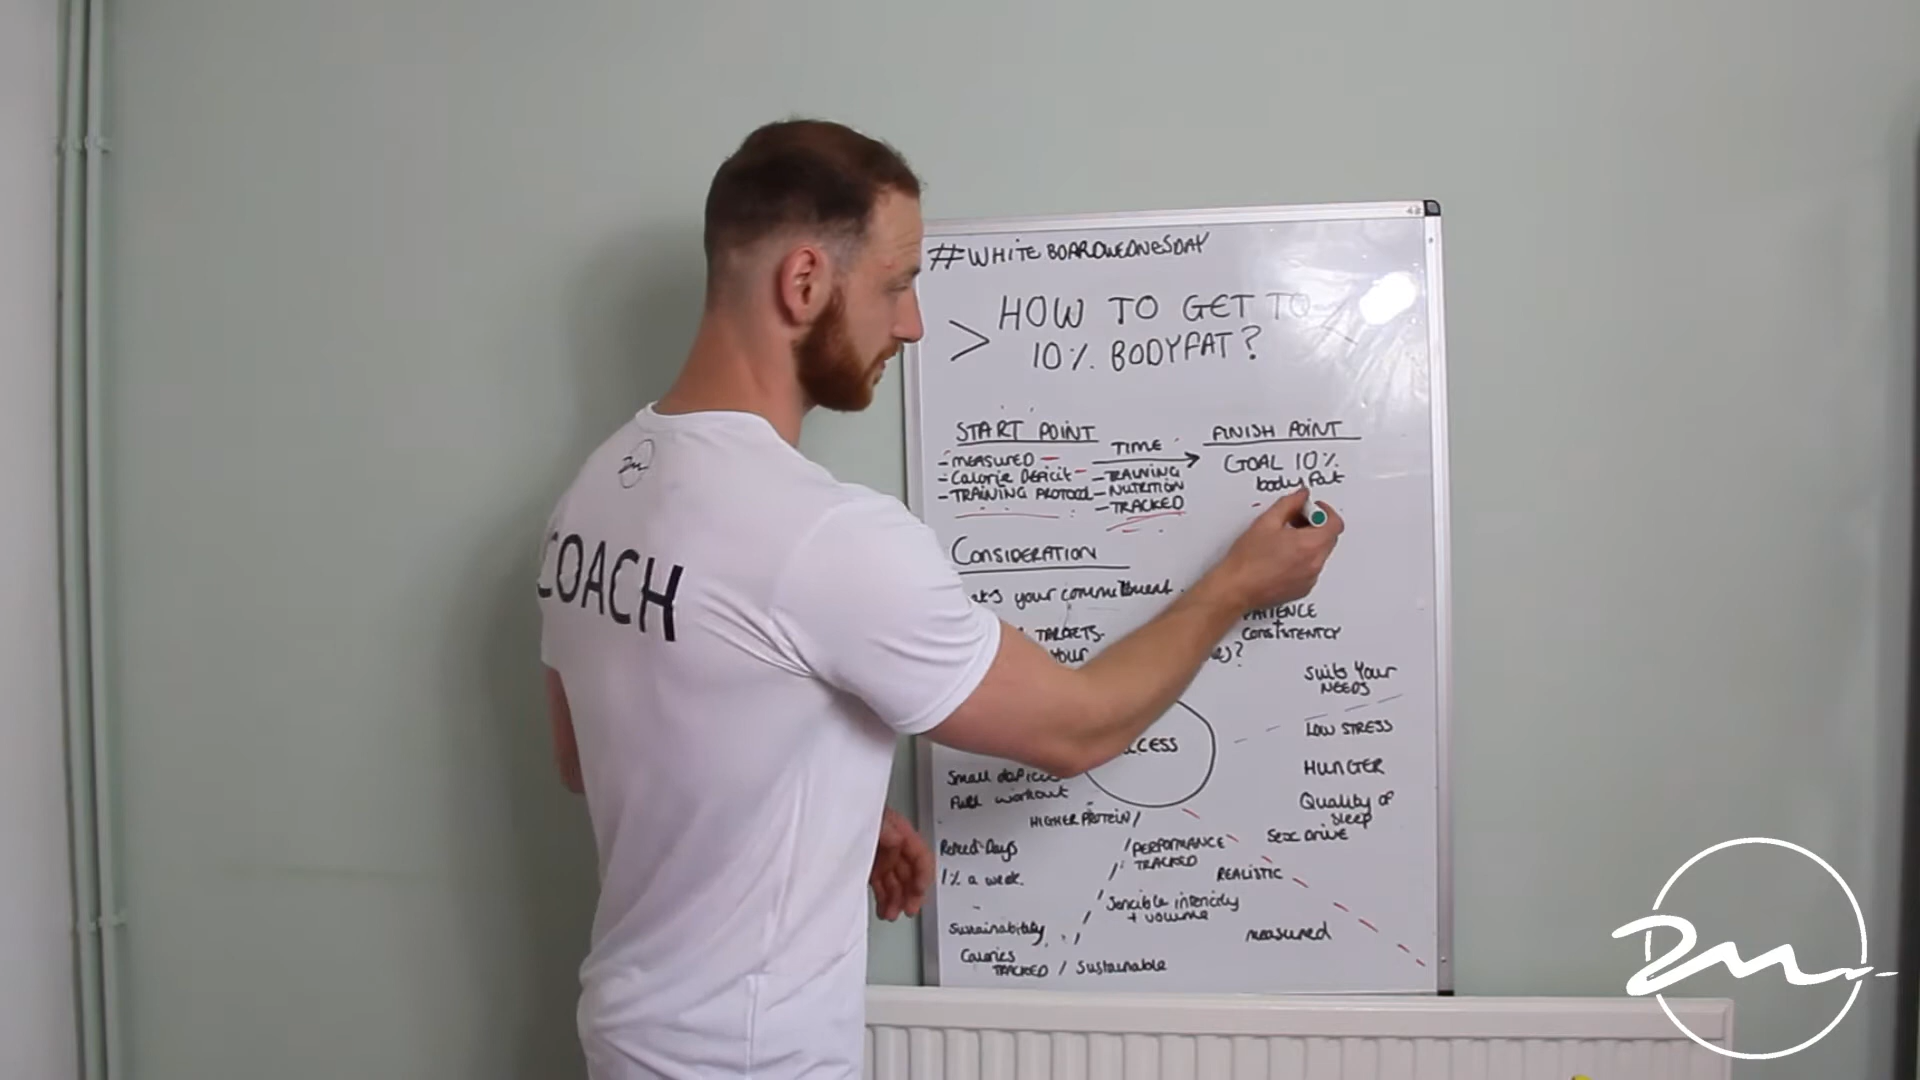 #WHITEBOARDWEDNESDAY
> HOW TO GET TO
10% BODYFAT?
START POINT
- MEASURED -
- Calorie Deficit -
- TRAINING PROTOCOL
TIME
- TRAINING
- NUTRITION
- TRACKED
FINISH POINT
GOAL 10%
body fat
CONSIDERATION
your commitment
TARGETS
your
PATIENCE
+
CONSISTENCY
Suits Your
NEEDS
LOW STRESS
HUNGER
Quality of
Sleep
Sex Drive
CCESS
Small
Full workout
HIGHER PROTEIN /
Refeed Days
1% a week.
Sustainability
Calories
TRACKED / Sustainable
/ PERFORMANCE
TRACKED
REALISTIC
Sencible intencity
+ volume
measured
COACH